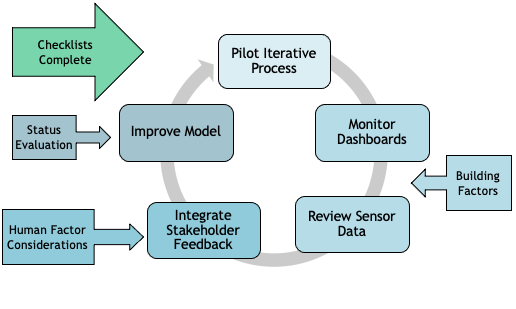 Checklists
Complete
Pilot Iterative
Process
Status
Evaluation
Improve Model
Monitor
Dashboards
Building
Factors
Human Factor
Considerations
Integrate
Stakeholder
Feedback
Review Sensor
Data